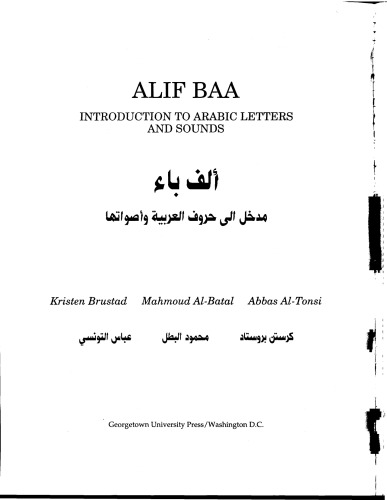 ALIF BAA
INTRODUCTION TO ARABIC LETTERS
AND SOUNDS
ألف باء
مدخل الى حروف العربية وأصواتها
Kristen Brustad Mahmoud Al-Batal Abbas Al-Tonsi
كرستن بروستاد محمود البطل عباس التونسي
Georgetown University Press/Washington D.C.